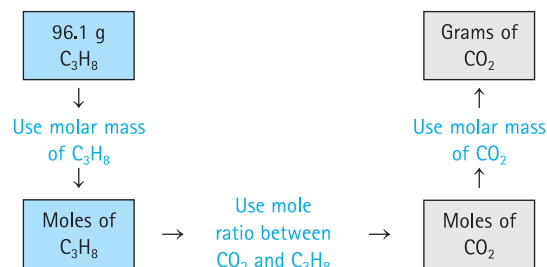 96.1 g
C₃H₈
↓
Use molar mass
of C₃H₈
↓
Moles of
C₃H₈
→
Use mole
ratio between
CO₂ and C₃H₈
→
Moles of
CO₂
↑
Use molar mass
of CO₂
↑
Grams of
CO₂